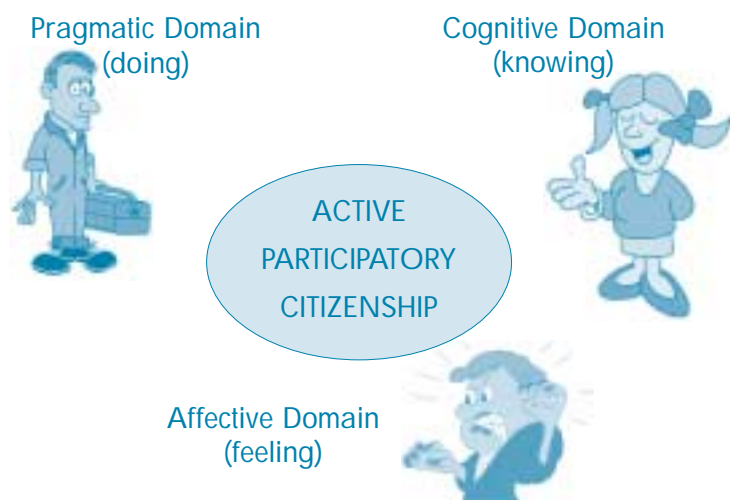 Pragmatic Domain
(doing)
Cognitive Domain
(knowing)
ACTIVE
PARTICIPATORY
CITIZENSHIP
Affective Domain
(feeling)